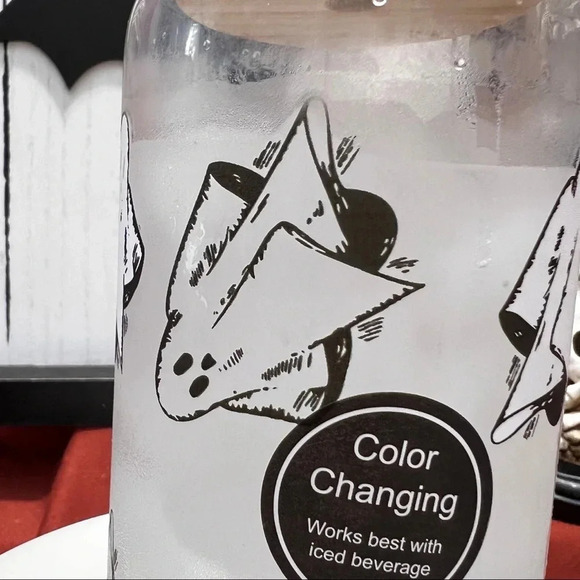 Color
Changing
Works best with
iced beverage